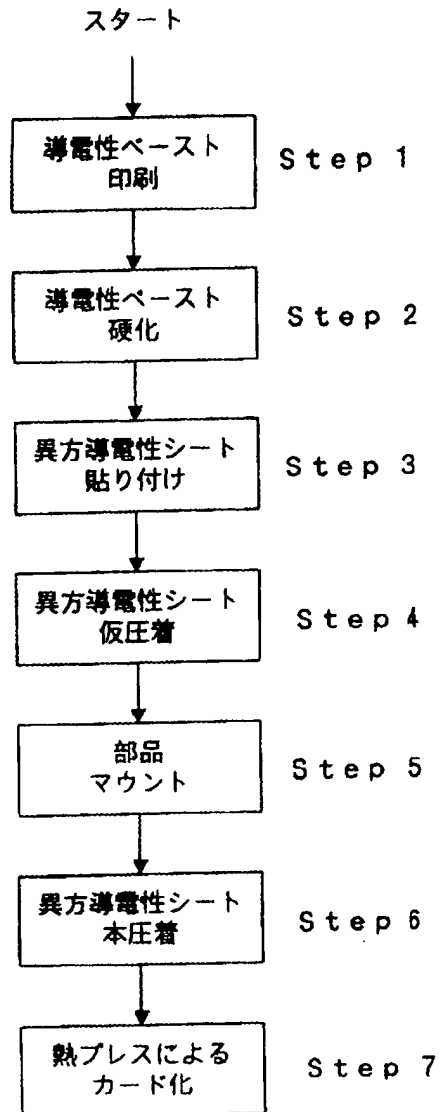 スタート
導電性ペースト
印刷
Step 1
導電性ペースト
硬化
Step 2
異方導電性シート
貼り付け
Step 3
異方導電性シート
仮圧着
Step 4
部品
マウント
Step 5
異方導電性シート
本圧着
Step 6
熱プレスによる
カード化
Step 7